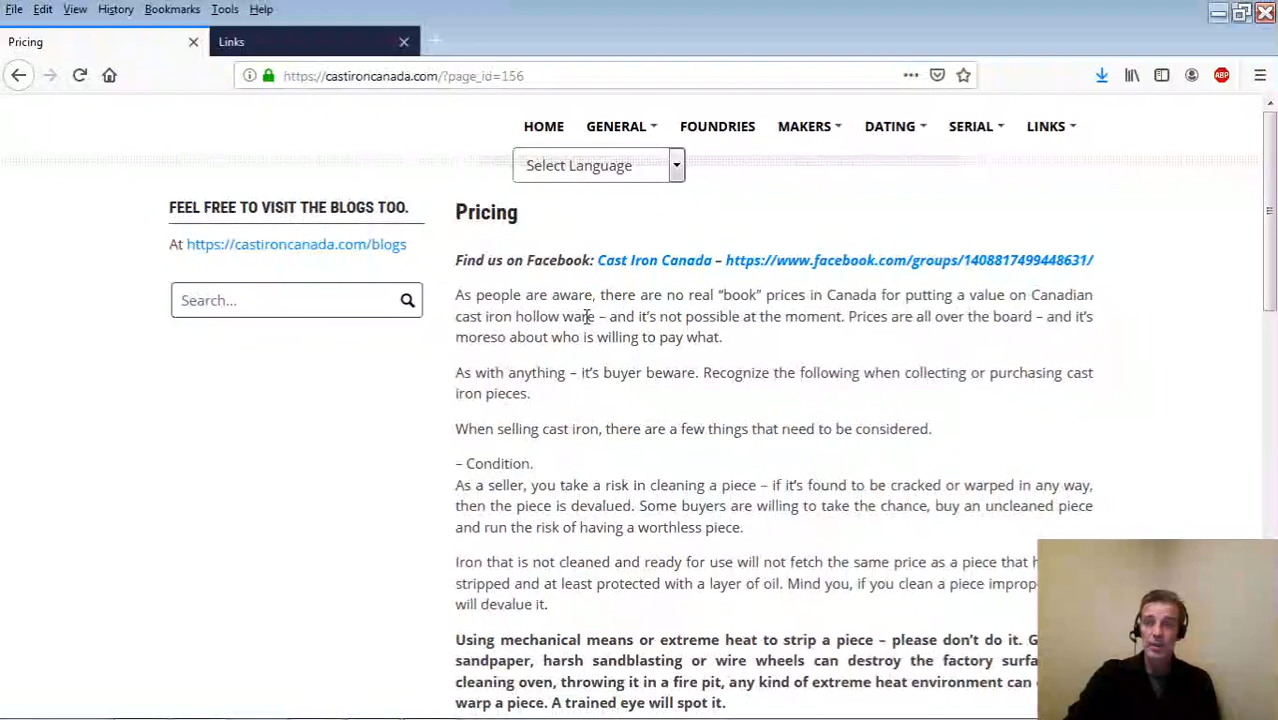 File Edit View History Bookmarks Tools Help
Pricing
Links
https://castironcanada.com/?page_id=156
ABP
HOME GENERAL FOUNDRIES MAKERS DATING SERIAL LINKS
Select Language
FEEL FREE TO VISIT THE BLOGS TOO.
At https://castironcanada.com/blogs
Search...
Pricing
Find us on Facebook: Cast Iron Canada – https://www.facebook.com/groups/1408817499448631/
As people are aware, there are no real “book” prices in Canada for putting a value on Canadian
cast iron hollow ware – and it’s not possible at the moment. Prices are all over the board – and it’s
moreso about who is willing to pay what.
As with anything – it’s buyer beware. Recognize the following when collecting or purchasing cast
iron pieces.
When selling cast iron, there are a few things that need to be considered.
– Condition.
As a seller, you take a risk in cleaning a piece – if it’s found to be cracked or warped in any way,
then the piece is devalued. Some buyers are willing to take the chance, buy an uncleaned piece
and run the risk of having a worthless piece.
Iron that is not cleaned and ready for use will not fetch the same price as a piece that
stripped and at least protected with a layer of oil. Mind you, if you clean a piece
will devalue it.
Using mechanical means or extreme heat to strip a piece – please don’t do it.
sandpaper, harsh sandblasting or wire wheels can destroy the factory
cleaning oven, throwing it in a fire pit, any kind of extreme heat environment can
warp a piece. A trained eye will spot it.